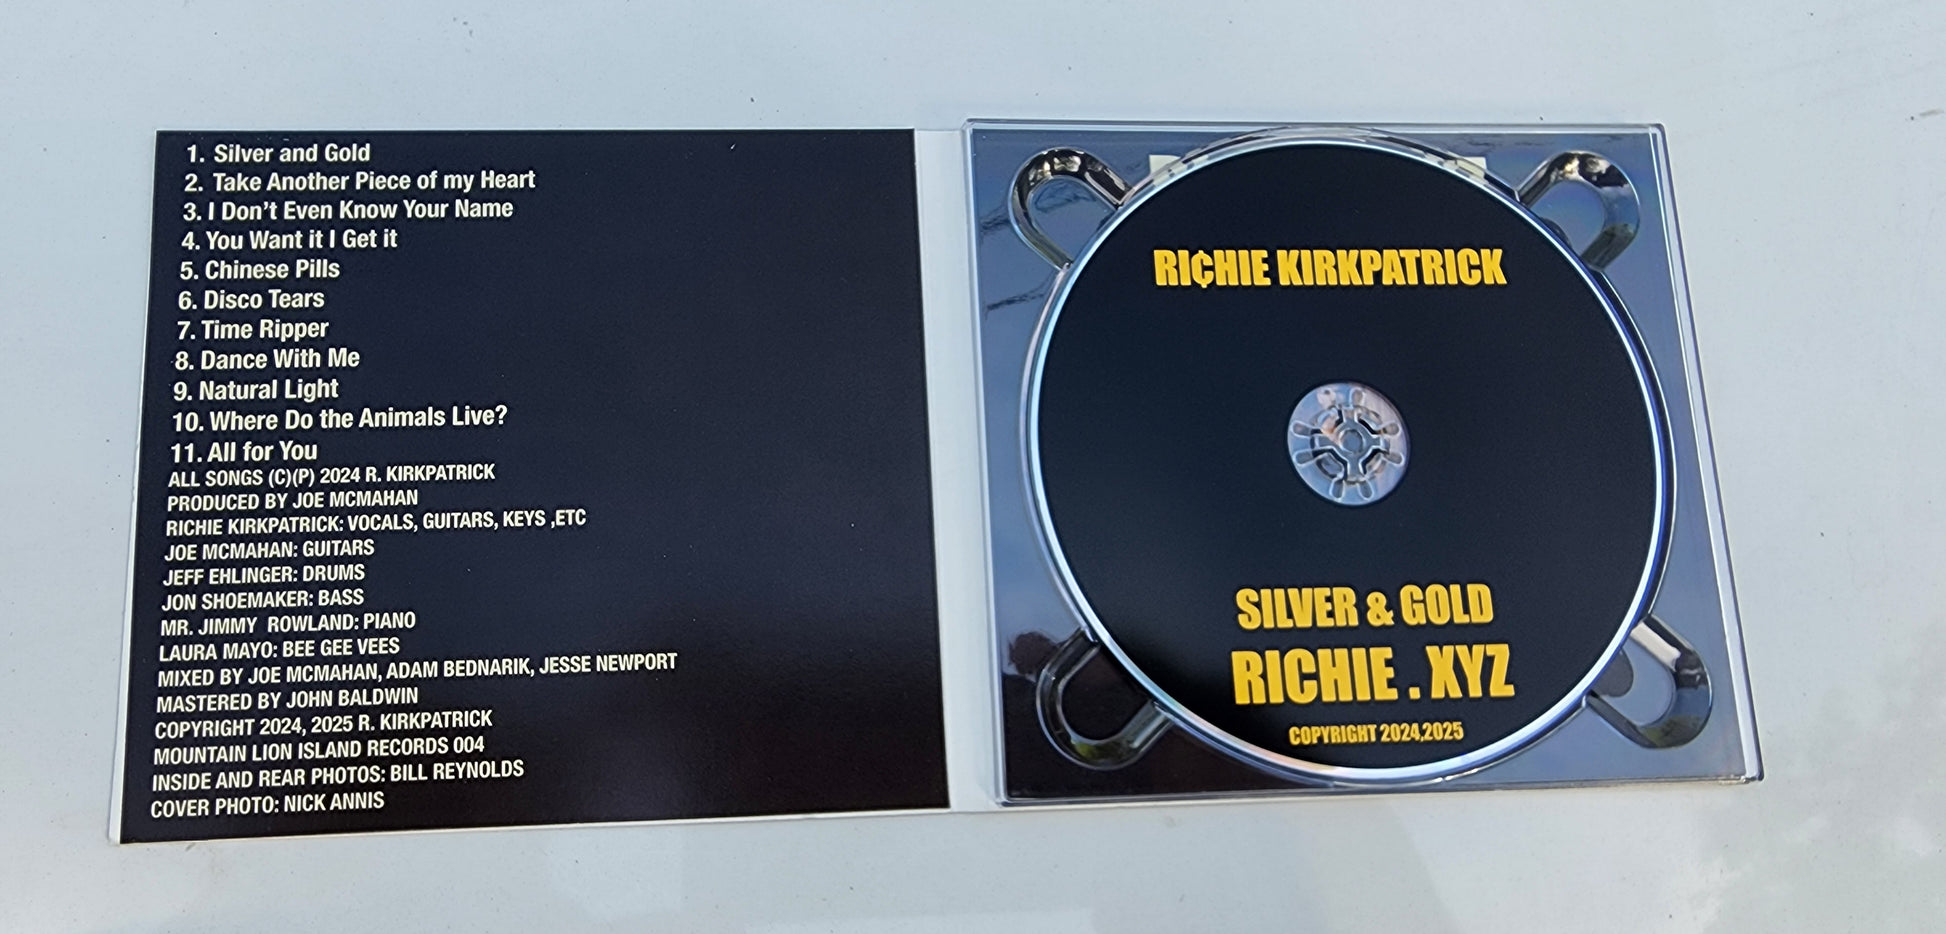 1. Silver and Gold
2. Take Another Piece of my Heart
3. I Don't Even Know Your Name
4. You Want it I Get it
5. Chinese Pills
6. Disco Tears
7. Time Ripper
8. Dance With Me
9. Natural Light
10. Where Do the Animals Live?
11. All for You
ALL SONGS (C)(P) 2024 R. KIRKPATRICK
PRODUCED BY JOE MCMAHAN
RICHIE KIRKPATRICK: VOCALS, GUITARS, KEYS ,ETC
JOE MCMAHAN: GUITARS
JEFF EHLINGER: DRUMS
JON SHOEMAKER: BASS
MR. JIMMY  ROWLAND: PIANO
LAURA MAYO: BEE GEE VEES
MIXED BY JOE MCMAHAN, ADAM BEDNARIK, JESSE NEWPORT
MASTERED BY JOHN BALDWIN
COPYRIGHT 2024, 2025 R. KIRKPATRICK
MOUNTAIN LION ISLAND RECORDS 004
INSIDE AND REAR PHOTOS: BILL REYNOLDS
COVER PHOTO: NICK ANNIS
RI¢HIE KIRKPATRICK
SILVER & GOLD
RICHIE . XYZ
COPYRIGHT 2024,2025